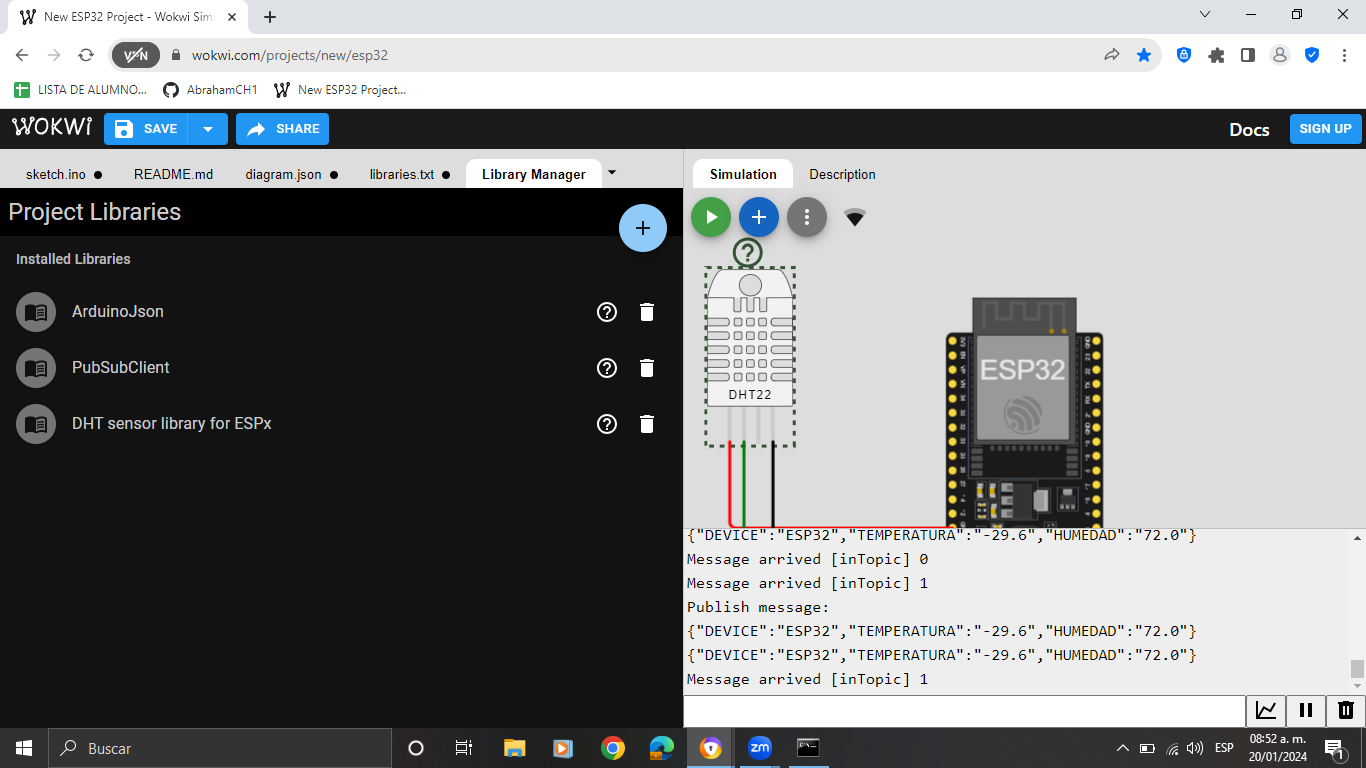 New ESP32 Project - Wokwi Sim
VPN
wokwi.com/projects/new/esp32
LISTA DE ALUMNO...
AbrahamCH1
New ESP32 Project...
WOKWI
SAVE
SHARE
Docs
SIGN UP
sketch.ino
README.md
diagram.json
libraries.txt
Library Manager
Simulation
Description
Project Libraries
Installed Libraries
ArduinoJson
PubSubClient
DHT sensor library for ESPx
DHT22
ESP32
{"DEVICE":"ESP32","TEMPERATURA":"-29.6","HUMEDAD":"72.0"}
Message arrived [inTopic] 0
Message arrived [inTopic] 1
Publish message:
{"DEVICE":"ESP32","TEMPERATURA":"-29.6","HUMEDAD":"72.0"}
{"DEVICE":"ESP32","TEMPERATURA":"-29.6","HUMEDAD":"72.0"}
Message arrived [inTopic] 1
Buscar
zm
ESP
08:52 a. m.
20/01/2024
1